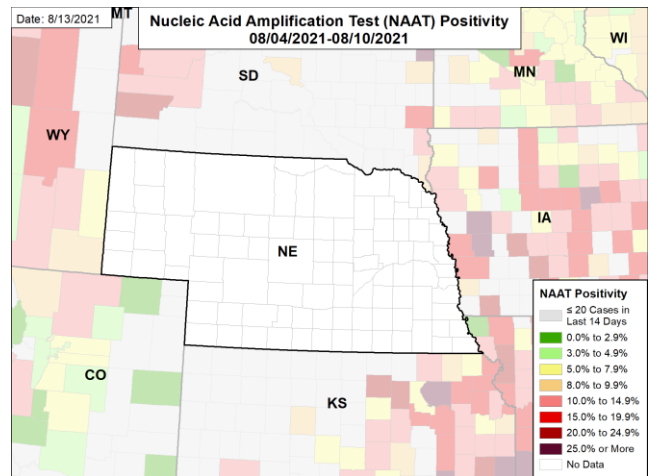 Date: 8/13/2021
MT
Nucleic Acid Amplification Test (NAAT) Positivity
08/04/2021-08/10/2021
WI
SD
MN
WY
IA
NE
NAAT Positivity
≤ 20 Cases in
Last 14 Days
0.0% to 2.9%
3.0% to 4.9%
5.0% to 7.9%
8.0% to 9.9%
10.0% to 14.9%
15.0% to 19.9%
20.0% to 24.9%
25.0% or More
No Data
CO
KS